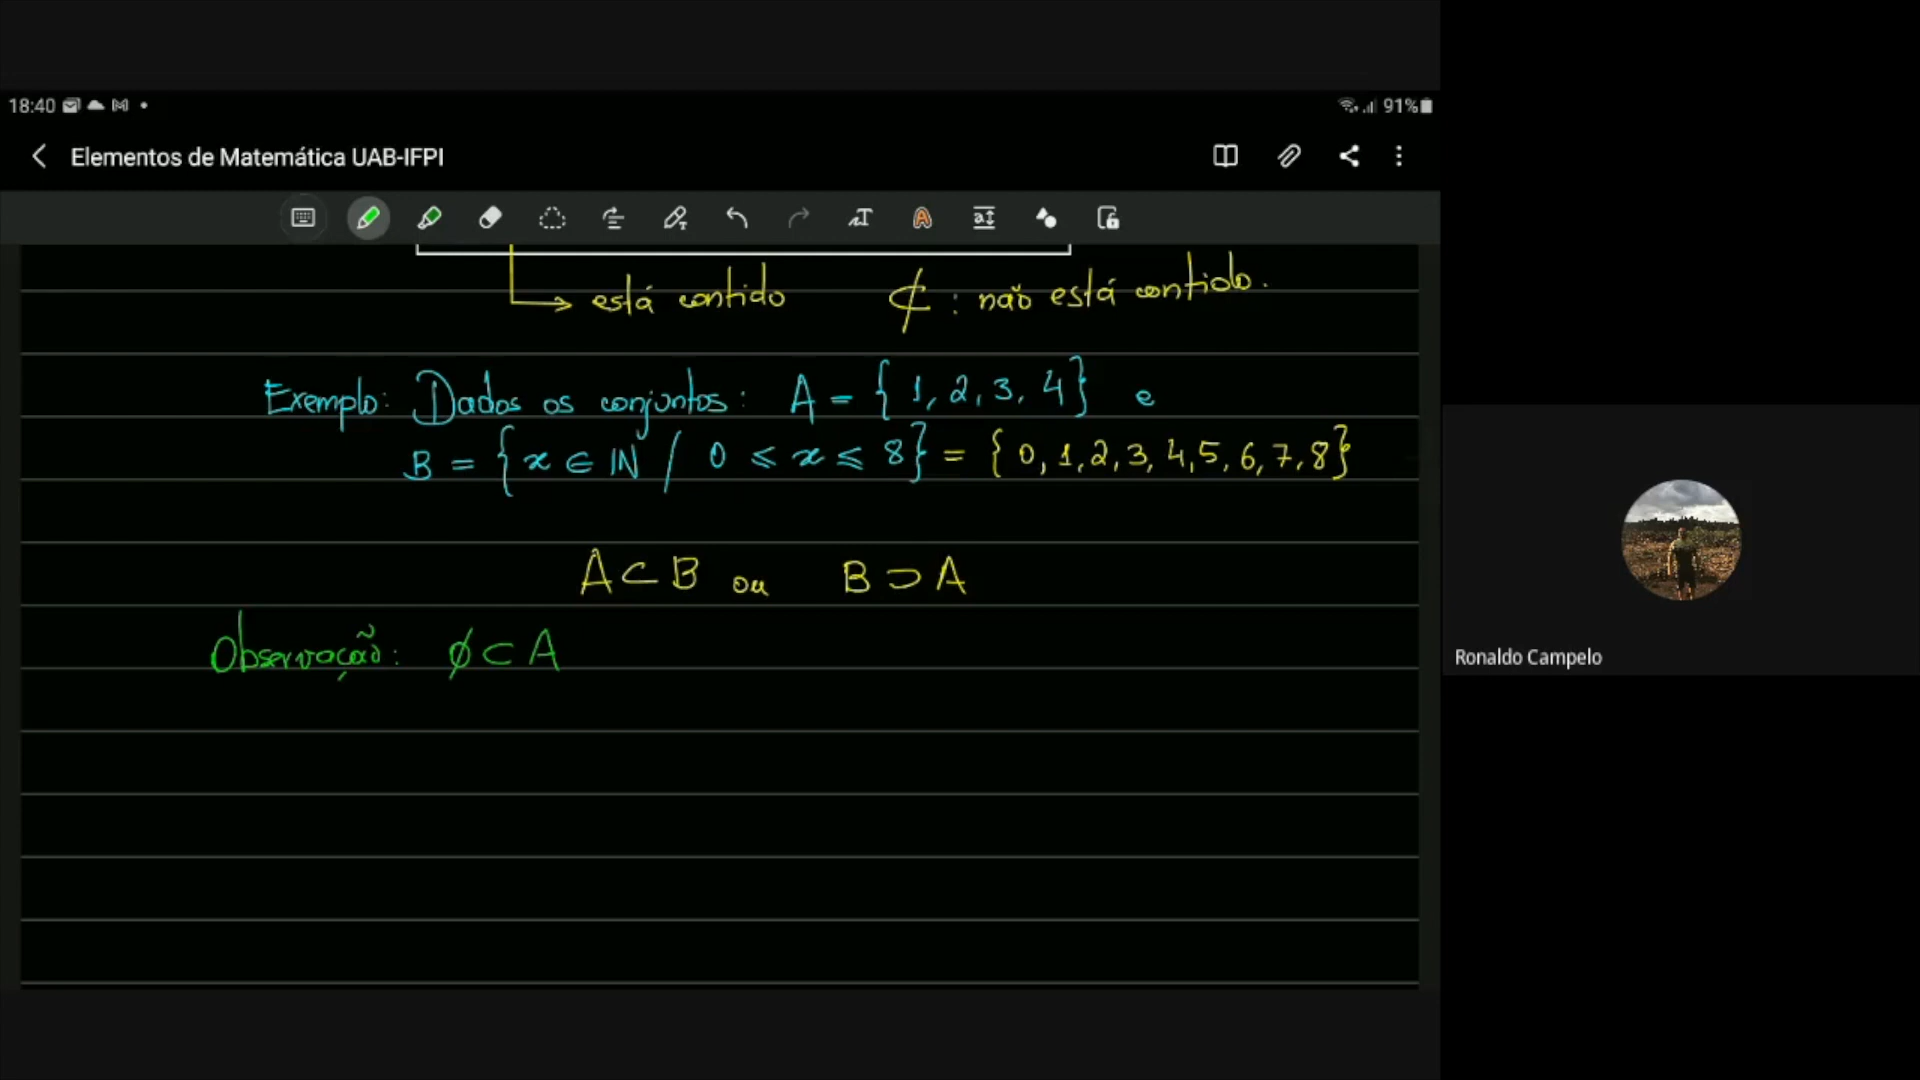 18:40 91%
Elementos de Matemática UAB-IFPI
está contido ⊄ : não está contido.
Exemplo: Dados os conjuntos: A = {1, 2, 3, 4} e
B = {x ∈ ℕ / 0 ⩽ x ⩽ 8} = {0, 1, 2, 3, 4, 5, 6, 7, 8}
A ⊂ B ou B ⊃ A
Observação: ∅ ⊂ A
Ronaldo Campelo